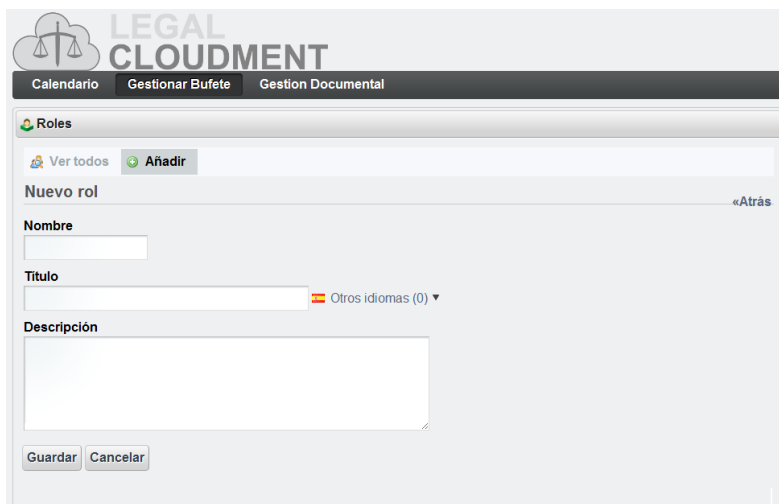 LEGAL
CLOUDMENT
Calendario Gestionar Bufete Gestion Documental
Roles
Ver todos Añadir
Nuevo rol
«Atrás
Nombre
Título
Otros idiomas (0) ▼
Descripción
Guardar Cancelar